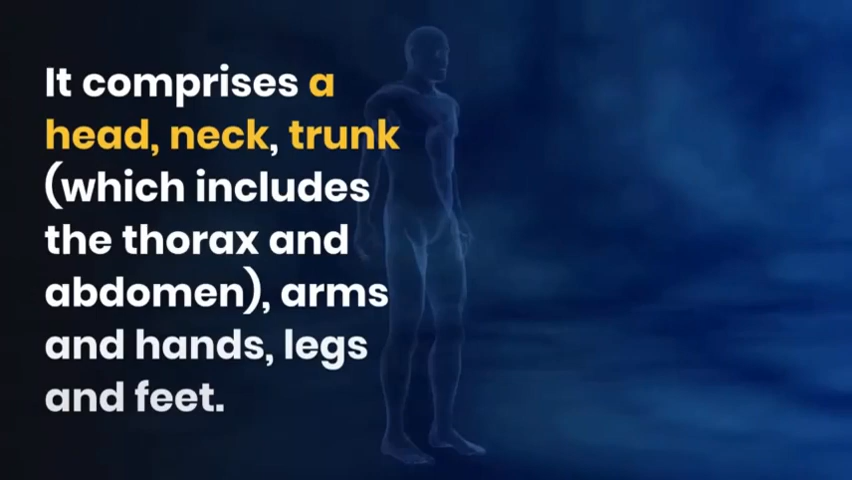 It comprises a
head, neck, trunk
(which includes
the thorax and
abdomen), arms
and hands, legs
and feet.